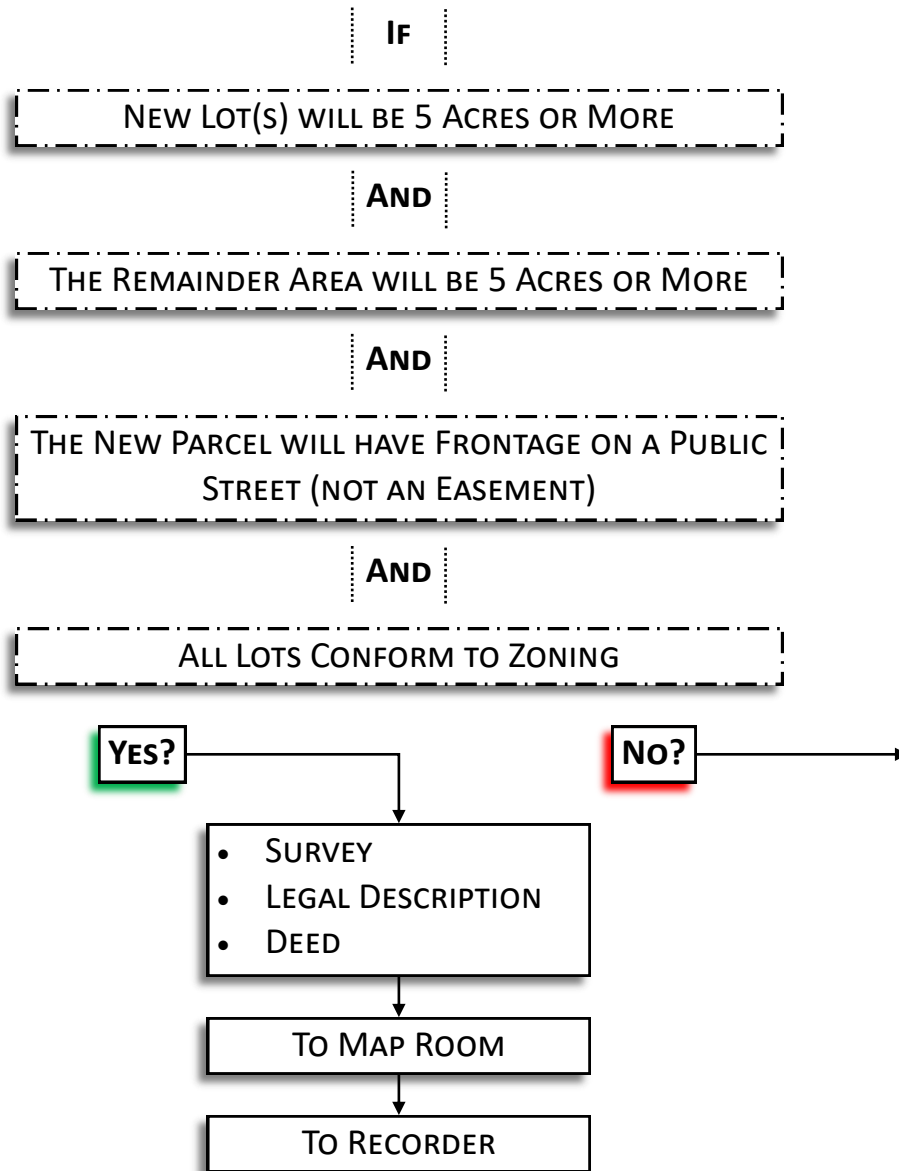 IF
NEW LOT(S) WILL BE 5 ACRES OR MORE
AND
THE REMAINDER AREA WILL BE 5 ACRES OR MORE
AND
THE NEW PARCEL WILL HAVE FRONTAGE ON A PUBLIC
STREET (NOT AN EASEMENT)
AND
ALL LOTS CONFORM TO ZONING
YES?
NO?
• SURVEY
• LEGAL DESCRIPTION
• DEED
TO MAP ROOM
TO RECORDER